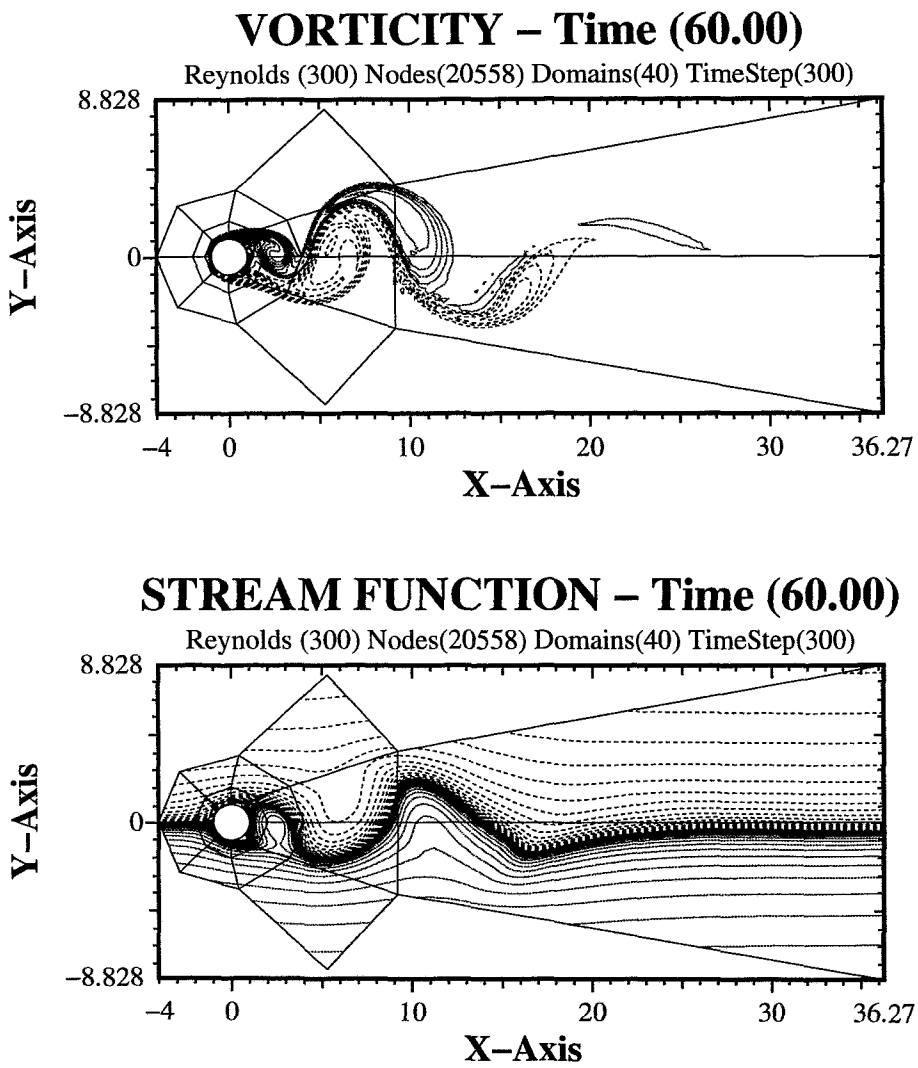 VORTICITY – Time (60.00)
Reynolds (300) Nodes(20558) Domains(40) TimeStep(300)
8.828
0
−8.828
Y−Axis
−4 0 10 20 30 36.27
X−Axis
STREAM FUNCTION – Time (60.00)
Reynolds (300) Nodes(20558) Domains(40) TimeStep(300)
8.828
0
−8.828
Y−Axis
−4 0 10 20 30 36.27
X−Axis